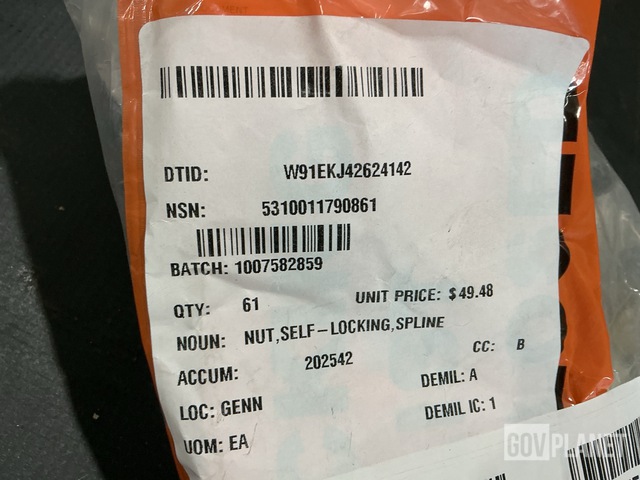 DTID: W91EKJ42624142
NSN: 5310011790861
BATCH: 1007582859
QTY: 61 UNIT PRICE: $49.48
NOUN: NUT,SELF-LOCKING,SPLINE
ACCUM: 202542 CC: B
LOC: GENN DEMIL: A
UOM: EA DEMIL IC: 1
GOVPLANET